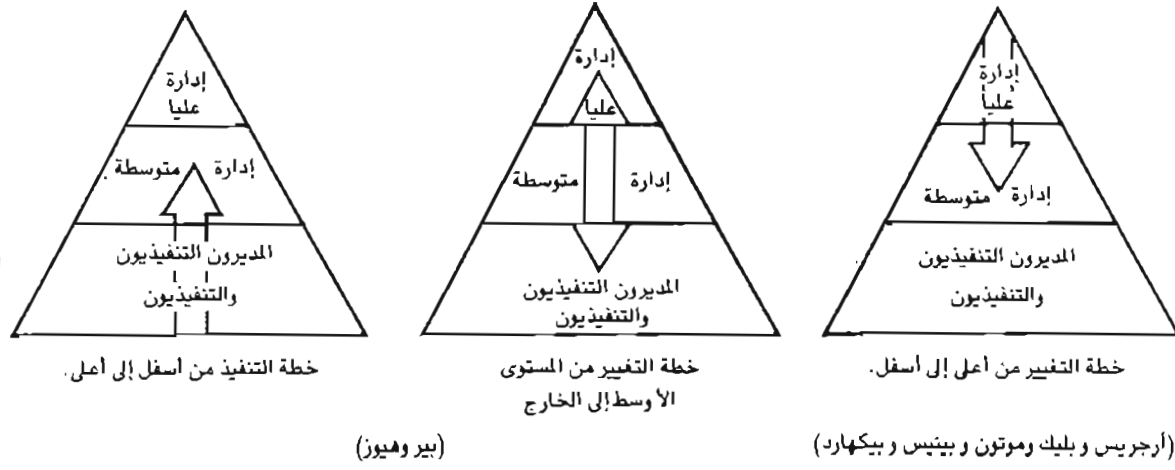 إدارة
عليا
إدارة متوسطة
المديرون التنفيذيون
والتنفيذيون
خطة التغيير من أعلى إلى أسفل.
(أرجريس و بليك وموتون و بينيس و بيكهارد)
إدارة
عليا
إدارة متوسطة
المديرون التنفيذيون
والتنفيذيون
خطة التغيير من المستوى
الأوسط إلى الخارج
(بير وهيوز)
إدارة
عليا
إدارة متوسطة
المديرون التنفيذيون
والتنفيذيون
خطة التنفيذ من أسفل إلى أعلى.